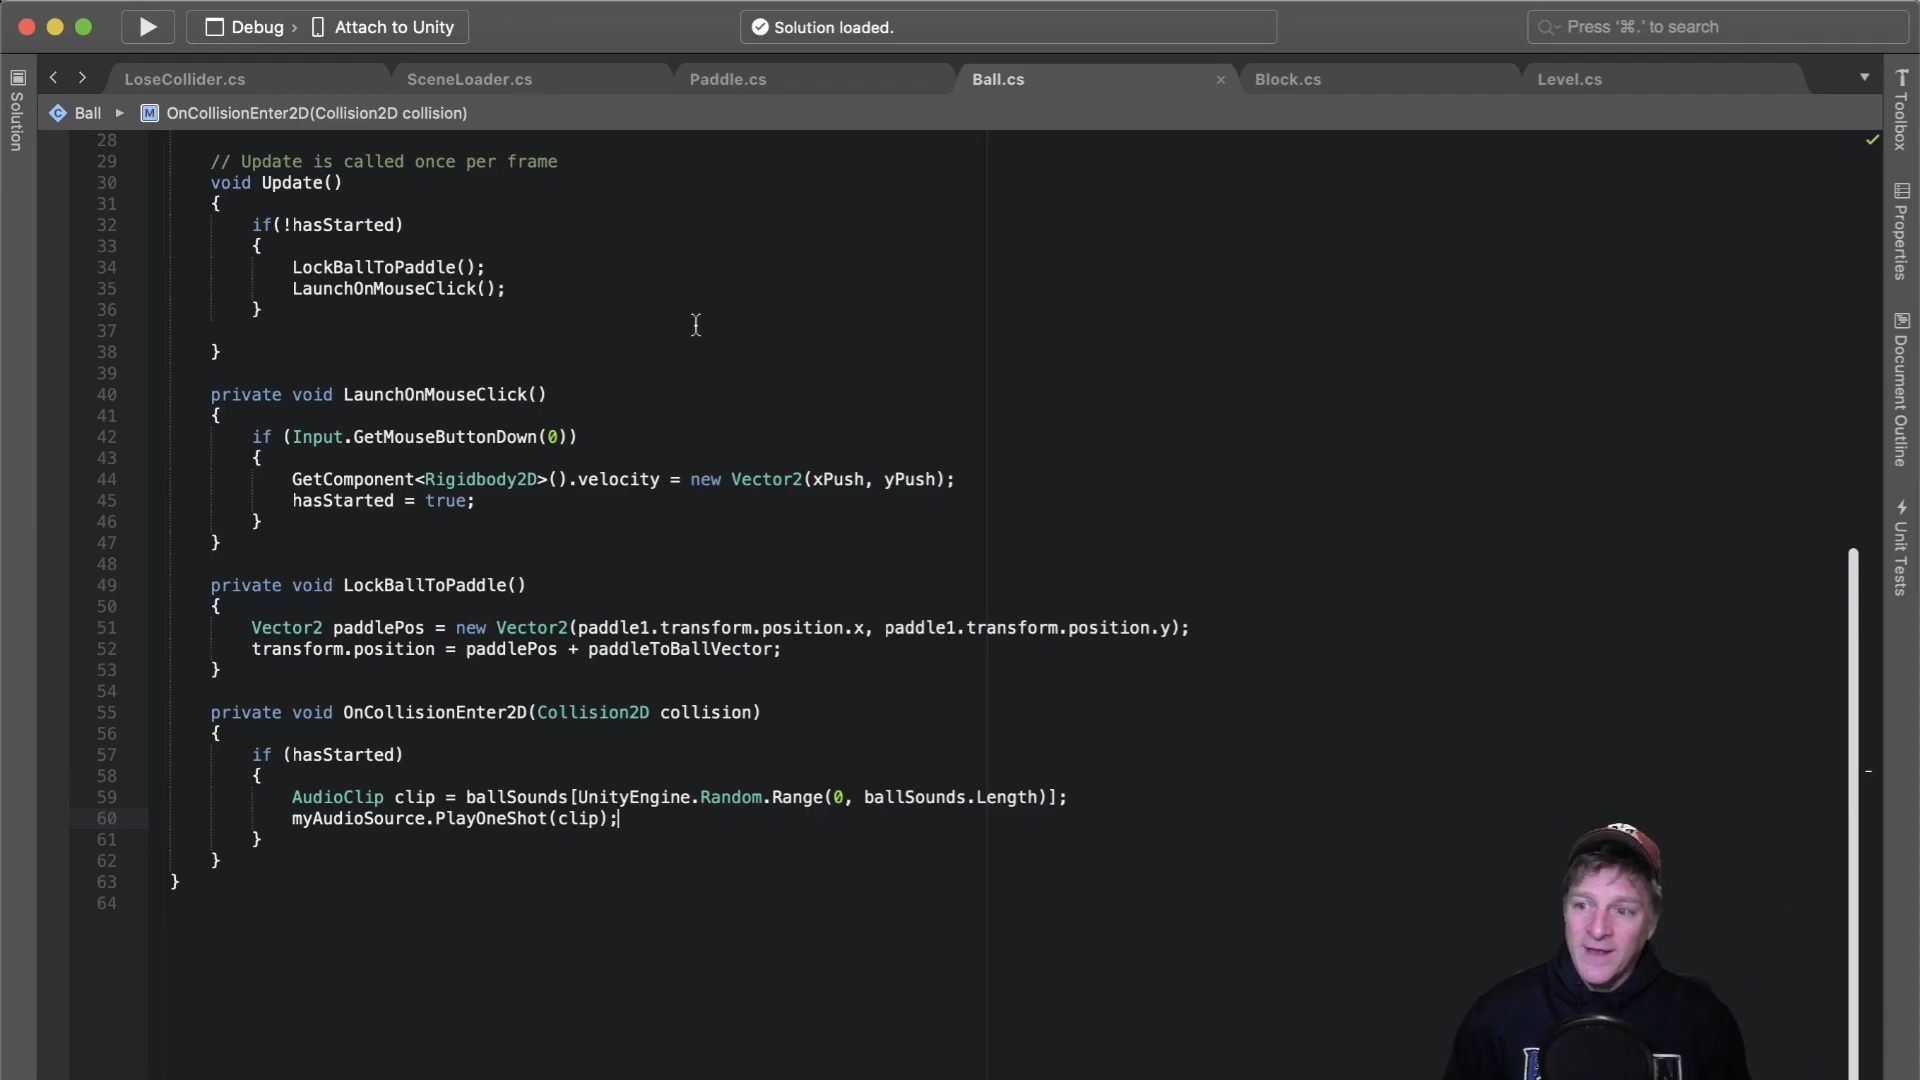 Debug › Attach to Unity
Solution loaded.
Press '⌘.' to search
Solution
LoseCollider.cs
SceneLoader.cs
Paddle.cs
Ball.cs
Block.cs
Level.cs
Toolbox
Properties
Document Outline
Unit Tests
Ball
OnCollisionEnter2D(Collision2D collision)
28
29 // Update is called once per frame
30 void Update()
31 {
32 if(!hasStarted)
33 {
34 LockBallToPaddle();
35 LaunchOnMouseClick();
36 }
37
38 }
39
40 private void LaunchOnMouseClick()
41 {
42 if (Input.GetMouseButtonDown(0))
43 {
44 GetComponent<Rigidbody2D>().velocity = new Vector2(xPush, yPush);
45 hasStarted = true;
46 }
47 }
48
49 private void LockBallToPaddle()
50 {
51 Vector2 paddlePos = new Vector2(paddle1.transform.position.x, paddle1.transform.position.y);
52 transform.position = paddlePos + paddleToBallVector;
53 }
54
55 private void OnCollisionEnter2D(Collision2D collision)
56 {
57 if (hasStarted)
58 {
59 AudioClip clip = ballSounds[UnityEngine.Random.Range(0, ballSounds.Length)];
60 myAudioSource.PlayOneShot(clip);
61 }
62 }
63 }
64